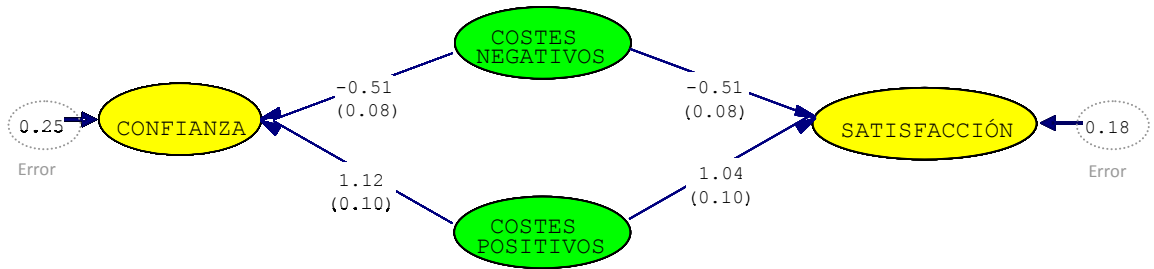 COSTES
NEGATIVOS
-0.51
(0.08)
-0.51
(0.08)
0.25
CONFIANZA
SATISFACCIÓN
0.18
Error
Error
1.12
(0.10)
1.04
(0.10)
COSTES
POSITIVOS